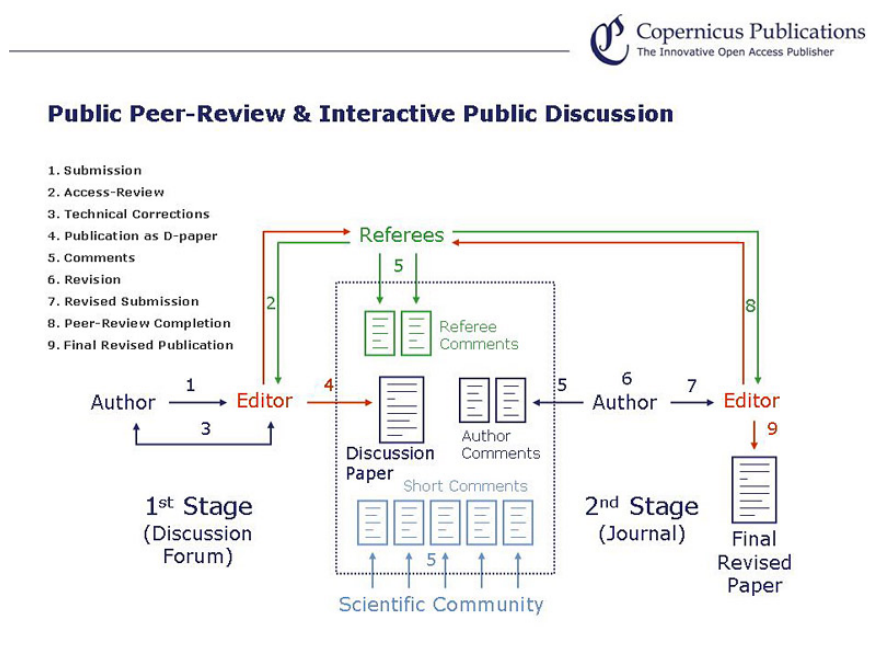 Copernicus Publications
The Innovative Open Access Publisher
Public Peer-Review & Interactive Public Discussion
1. Submission
2. Access-Review
3. Technical Corrections
4. Publication as D-paper
5. Comments
6. Revision
7. Revised Submission
8. Peer-Review Completion
9. Final Revised Publication
Referees
5
2
8
Referee
Comments
1
4
5
6
7
Author
Editor
Author
Editor
3
9
Discussion
Paper
Author
Comments
Short Comments
1st Stage
(Discussion
Forum)
2nd Stage
(Journal)
Final
Revised
Paper
5
Scientific Community